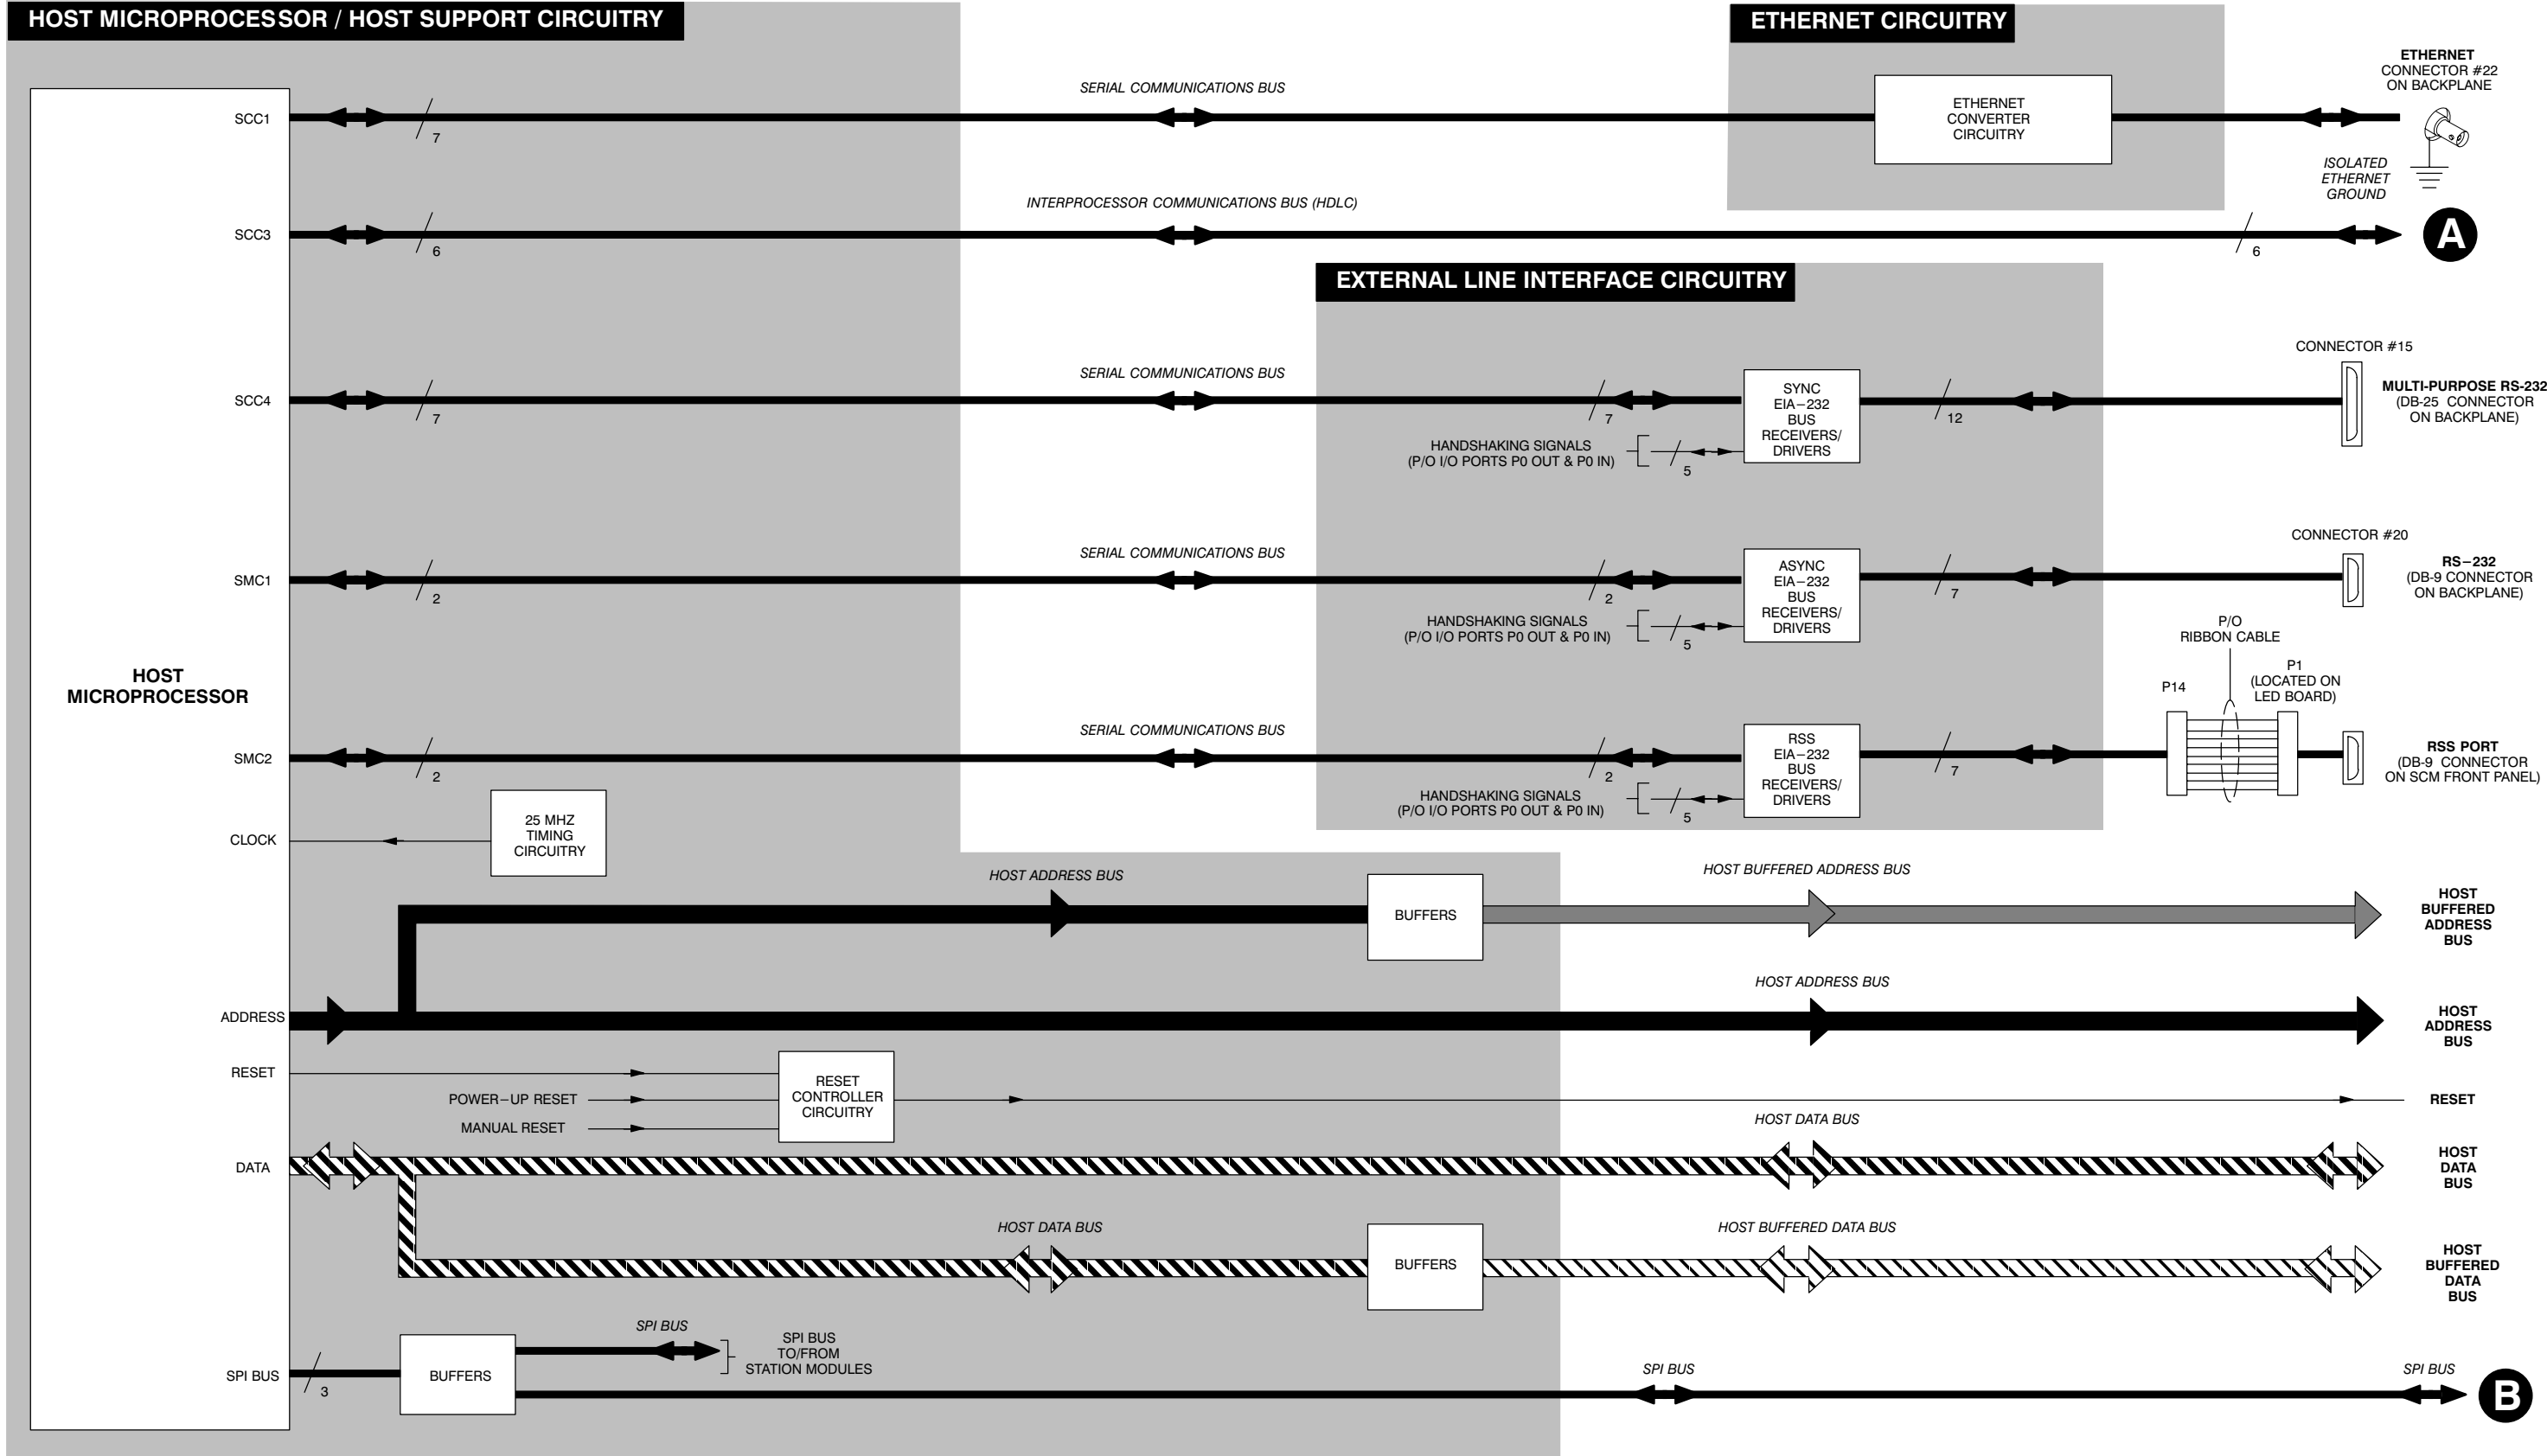 HOST MICROPROCESSOR / HOST SUPPORT CIRCUITRY
ETHERNET CIRCUITRY
ETHERNET
CONNECTOR #22
ON BACKPLANE
SERIAL COMMUNICATIONS BUS
SCC1
7
ETHERNET
CONVERTER
CIRCUITRY
ISOLATED
ETHERNET
GROUND
INTERPROCESSOR COMMUNICATIONS BUS (HDLC)
SCC3
6
6
A
EXTERNAL LINE INTERFACE CIRCUITRY
CONNECTOR #15
SERIAL COMMUNICATIONS BUS
SCC4
7
7
SYNC
EIA-232
BUS
RECEIVERS/
DRIVERS
12
MULTI-PURPOSE RS-232
(DB-25 CONNECTOR
ON BACKPLANE)
HANDSHAKING SIGNALS
(P/O I/O PORTS P0 OUT & P0 IN)
5
CONNECTOR #20
SERIAL COMMUNICATIONS BUS
SMC1
2
2
ASYNC
EIA-232
BUS
RECEIVERS/
DRIVERS
7
RS-232
(DB-9 CONNECTOR
ON BACKPLANE)
HANDSHAKING SIGNALS
(P/O I/O PORTS P0 OUT & P0 IN)
5
P/O
RIBBON CABLE
P14
P1
(LOCATED ON
LED BOARD)
HOST
MICROPROCESSOR
SERIAL COMMUNICATIONS BUS
SMC2
2
2
RSS
EIA-232
BUS
RECEIVERS/
DRIVERS
7
RSS PORT
(DB-9 CONNECTOR
ON SCM FRONT PANEL)
HANDSHAKING SIGNALS
(P/O I/O PORTS P0 OUT & P0 IN)
5
CLOCK
25 MHZ
TIMING
CIRCUITRY
HOST ADDRESS BUS
BUFFERS
HOST BUFFERED ADDRESS BUS
HOST
BUFFERED
ADDRESS
BUS
ADDRESS
HOST ADDRESS BUS
HOST
ADDRESS
BUS
RESET
POWER-UP RESET
MANUAL RESET
RESET
CONTROLLER
CIRCUITRY
RESET
HOST DATA BUS
DATA
HOST
DATA
BUS
HOST DATA BUS
BUFFERS
HOST BUFFERED DATA BUS
HOST
BUFFERED
DATA
BUS
SPI BUS
3
BUFFERS
SPI BUS
SPI BUS
TO/FROM
STATION MODULES
SPI BUS
SPI BUS
B